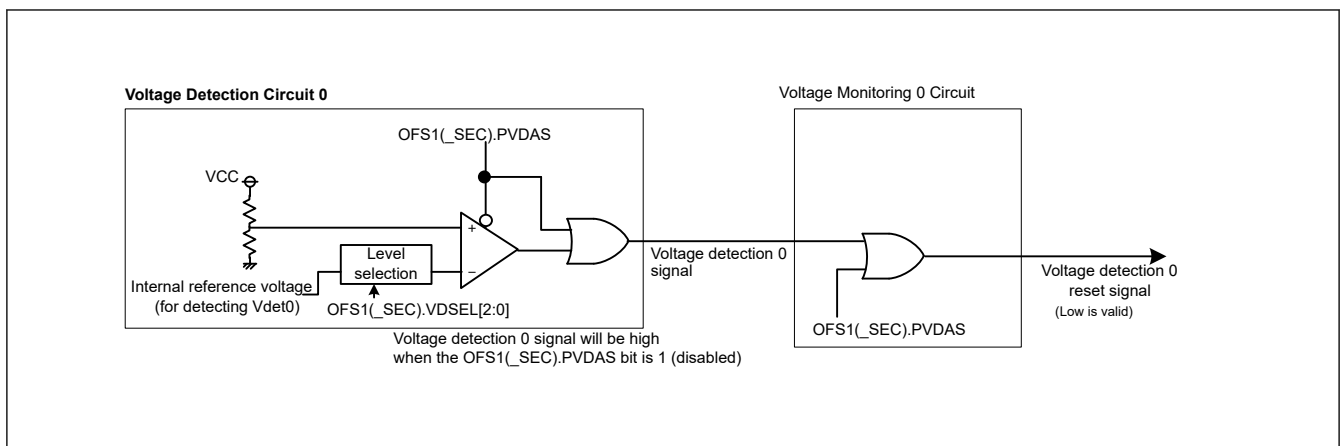 Voltage Detection Circuit 0
Voltage Monitoring 0 Circuit
OFS1(_SEC).PVDAS
VCC
+
Level
selection
−
Internal reference voltage
(for detecting Vdet0)
OFS1(_SEC).VDSEL[2:0]
Voltage detection 0
signal
Voltage detection 0 signal will be high
when the OFS1(_SEC).PVDAS bit is 1 (disabled)
OFS1(_SEC).PVDAS
Voltage detection 0
reset signal
(Low is valid)